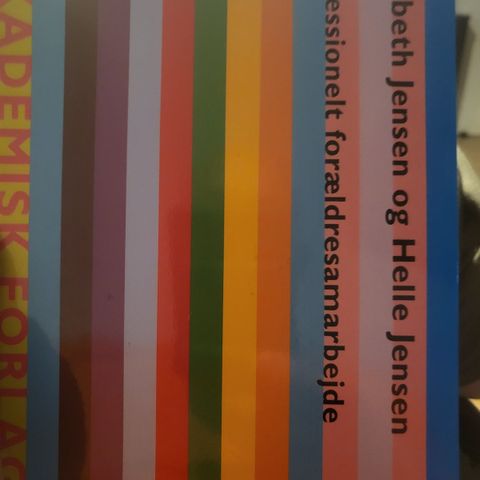 beth Jensen og Helle Jensen
essionelt forældresamarbejde
KADEMISK FORLAG